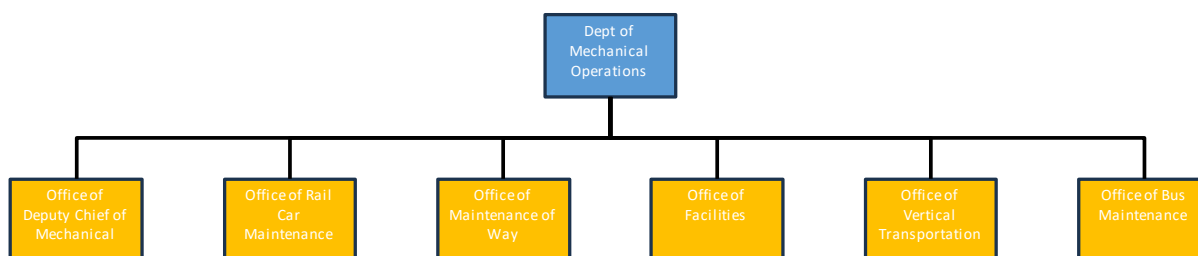 Dept of
Mechanical
Operations
Office of
Deputy Chief of
Mechanical
Office of Rail
Car
Maintenance
Office of
Maintenance of
Way
Office of
Facilities
Office of
Vertical
Transportation
Office of Bus
Maintenance